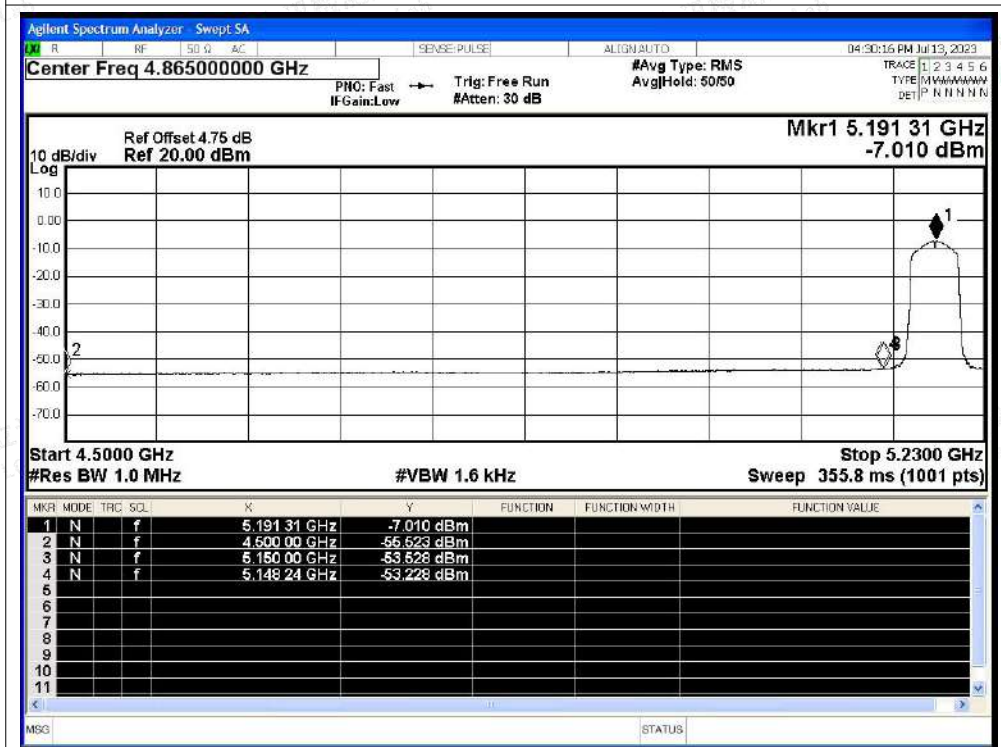 Agilent Spectrum Analyzer - Swept SA
LXI R RF 50 Ω AC SENSE:PULSE ALIGN AUTO 04:30:16 PM Jul 13, 2023
Center Freq 4.865000000 GHz #Avg Type: RMS TRACE 1 2 3 4 5 6
PNO: Fast Trig: Free Run Avg|Hold: 50/50 TYPE M
IFGain:Low #Atten: 30 dB DET P N N N N N
Mkr1 5.191 31 GHz
Ref Offset 4.75 dB
10 dB/div Ref 20.00 dBm -7.010 dBm
Log
10.0
1
0.00
-10.0
-20.0
-30.0
-40.0
2
-50.0
-60.0
-70.0
Start 4.5000 GHz Stop 5.2300 GHz
#Res BW 1.0 MHz #VBW 1.6 kHz Sweep 355.8 ms (1001 pts)
MKR MODE TRC SCL X Y FUNCTION FUNCTION WIDTH FUNCTION VALUE
1 N f 5.191 31 GHz -7.010 dBm
2 N f 4.500 00 GHz -55.523 dBm
3 N f 5.150 00 GHz -53.528 dBm
4 N f 5.148 24 GHz -53.228 dBm
5
6
7
8
9
10
11
MSG STATUS